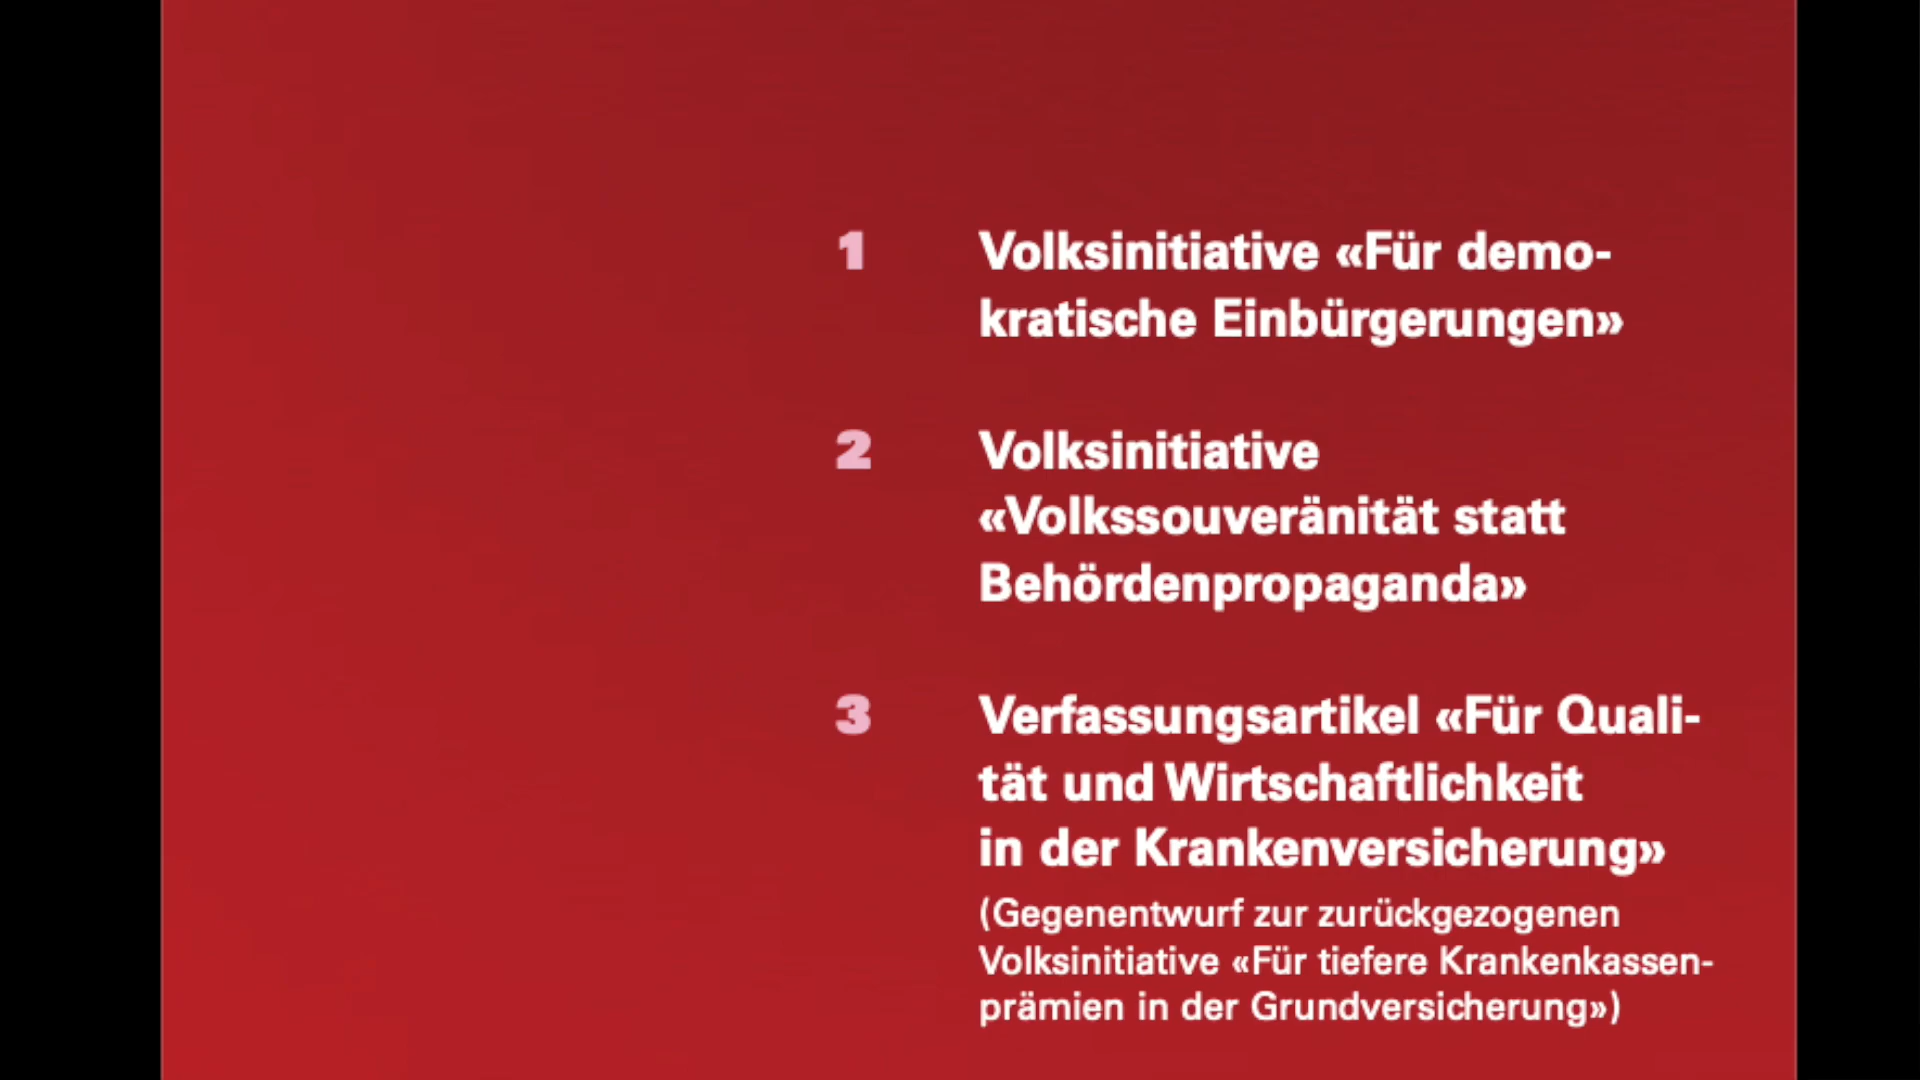 1 Volksinitiative «Für demo-
kratische Einbürgerungen»
2 Volksinitiative
«Volkssouveränität statt
Behördenpropaganda»
3 Verfassungsartikel «Für Quali-
tät und Wirtschaftlichkeit
in der Krankenversicherung»
(Gegenentwurf zur zurückgezogenen
Volksinitiative «Für tiefere Krankenkassen-
prämien in der Grundversicherung»)